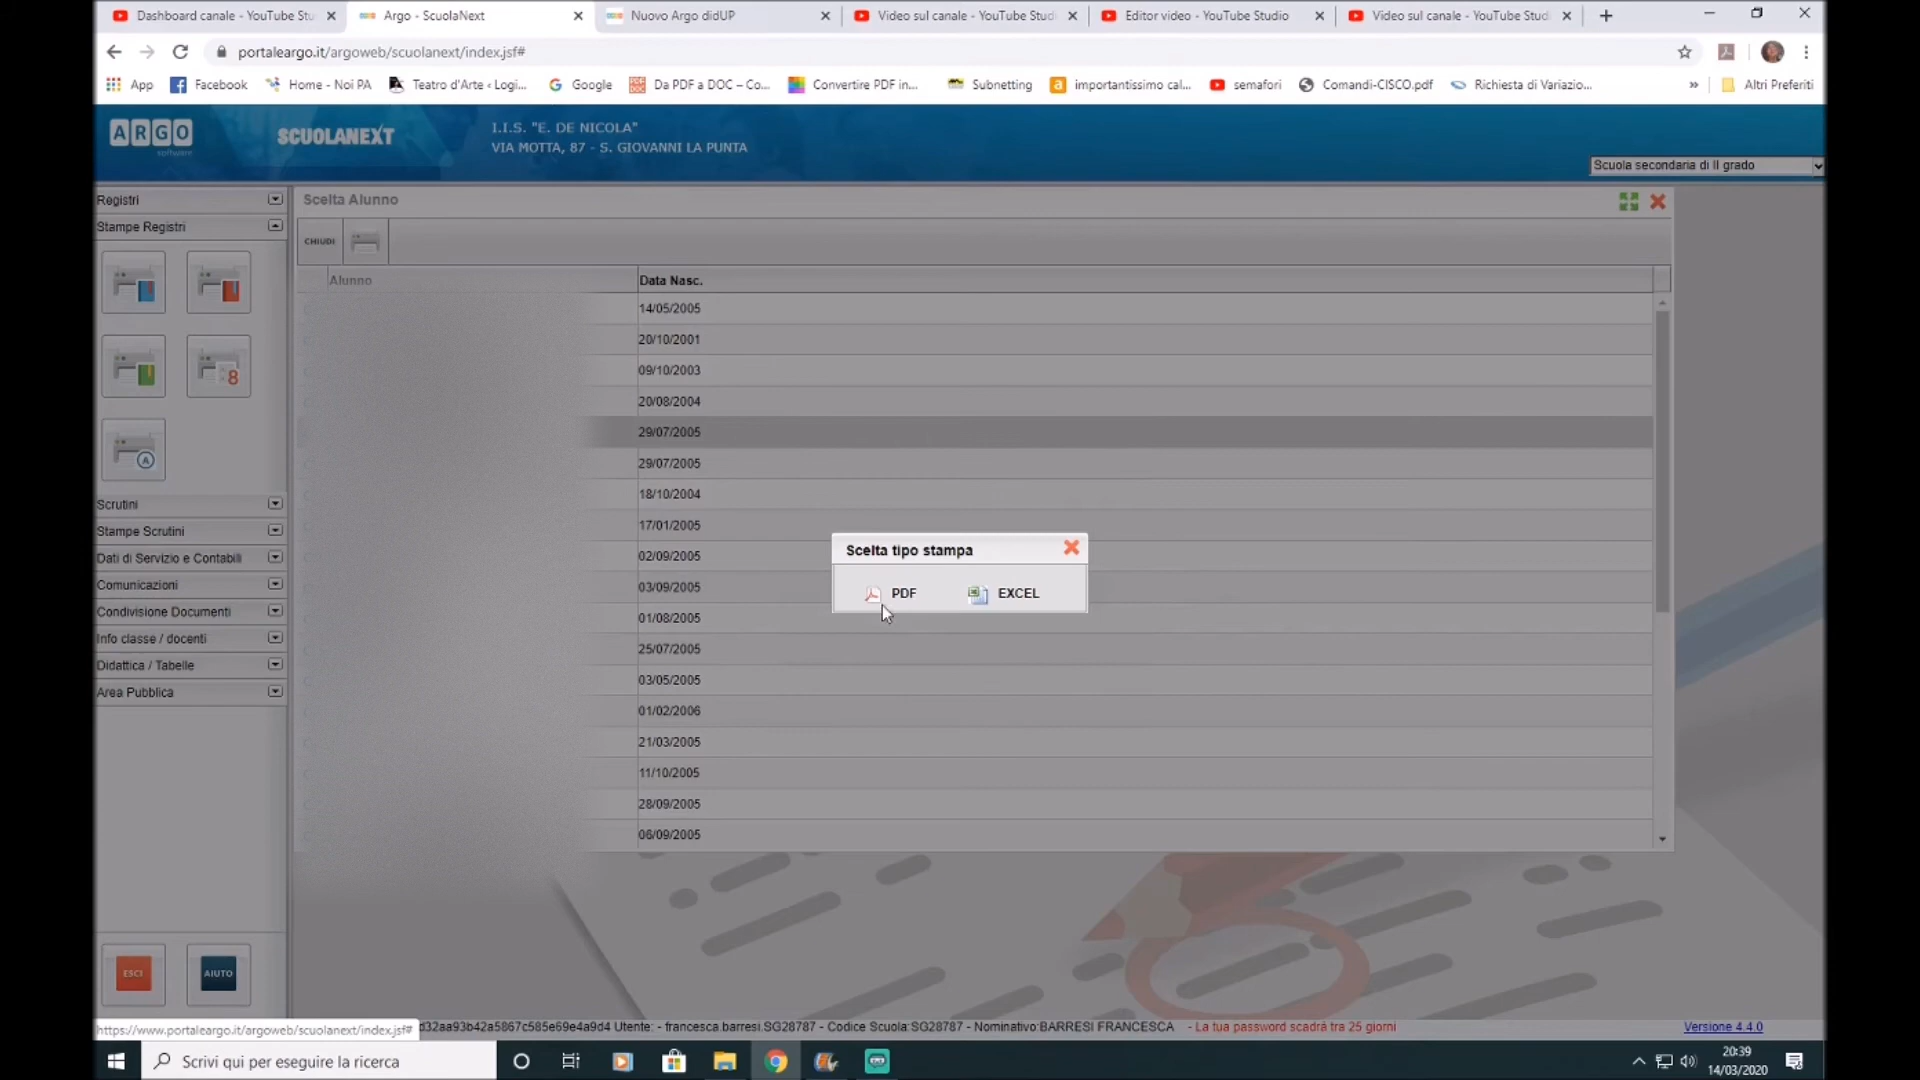 Dashboard canale - YouTube Stu
Argo - ScuolaNext
Nuovo Argo didUP
Video sul canale - YouTube Studi
Editor video - YouTube Studio
Video sul canale - YouTube Studi
portaleargo.it/argoweb/scuolanext/index.jsf#
App
Facebook
Home - Noi PA
Teatro d'Arte ‹ Logi...
Google
Da PDF a DOC – Co...
Convertire PDF in...
Subnetting
importantissimo cal...
semafori
Comandi-CISCO.pdf
Richiesta di Variazio...
»
Altri Preferiti
ARGO
software
SCUOLANEXT
I.I.S. "E. DE NICOLA"
VIA MOTTA, 87 - S. GIOVANNI LA PUNTA
Scuola secondaria di II grado
Registri
Stampe Registri
8
A
Scrutini
Stampe Scrutini
Dati di Servizio e Contabili
Comunicazioni
Condivisione Documenti
Info classe / docenti
Didattica / Tabelle
Area Pubblica
ESCI
AIUTO
Scelta Alunno
CHIUDI
Alunno
Data Nasc.
14/05/2005
20/10/2001
09/10/2003
20/08/2004
29/07/2005
29/07/2005
18/10/2004
17/01/2005
02/09/2005
03/09/2005
01/08/2005
25/07/2005
03/05/2005
01/02/2006
21/03/2005
11/10/2005
28/09/2005
06/09/2005
Scelta tipo stampa
PDF
EXCEL
https://www.portaleargo.it/argoweb/scuolanext/index.jsf#
d32aa93b42a5867c585e69e4a9d4 Utente: - francesca.barresi.SG28787 - Codice Scuola:SG28787 - Nominativo:BARRESI FRANCESCA - La tua password scadrà tra 25 giorni
Versione 4.4.0
Scrivi qui per eseguire la ricerca
20:39
14/03/2020